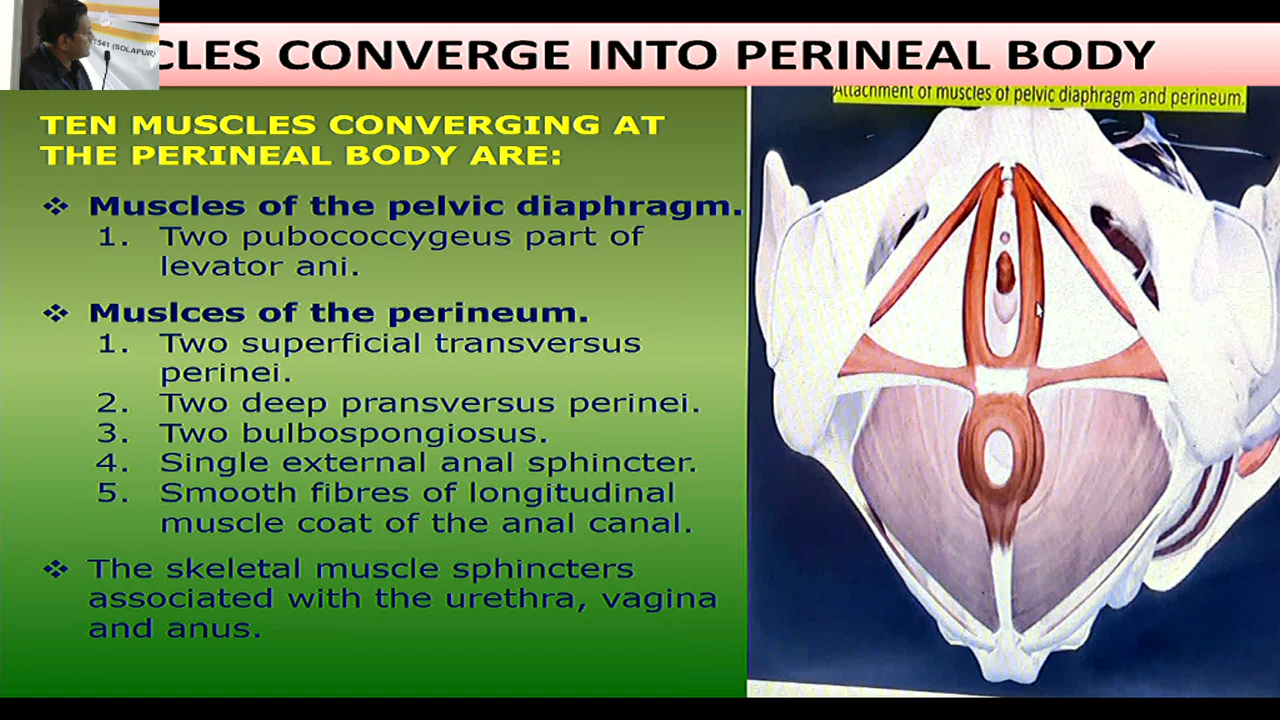 1541 (SOLAPUR)
CLES CONVERGE INTO PERINEAL BODY
Attachment of muscles of pelvic diaphragm and perineum.
TEN MUSCLES CONVERGING AT
THE PERINEAL BODY ARE:
❖ Muscles of the pelvic diaphragm.
1. Two pubococcygeus part of
levator ani.
❖ Muslces of the perineum.
1. Two superficial transversus
perinei.
2. Two deep pransversus perinei.
3. Two bulbospongiosus.
4. Single external anal sphincter.
5. Smooth fibres of longitudinal
muscle coat of the anal canal.
❖ The skeletal muscle sphincters
associated with the urethra, vagina
and anus.